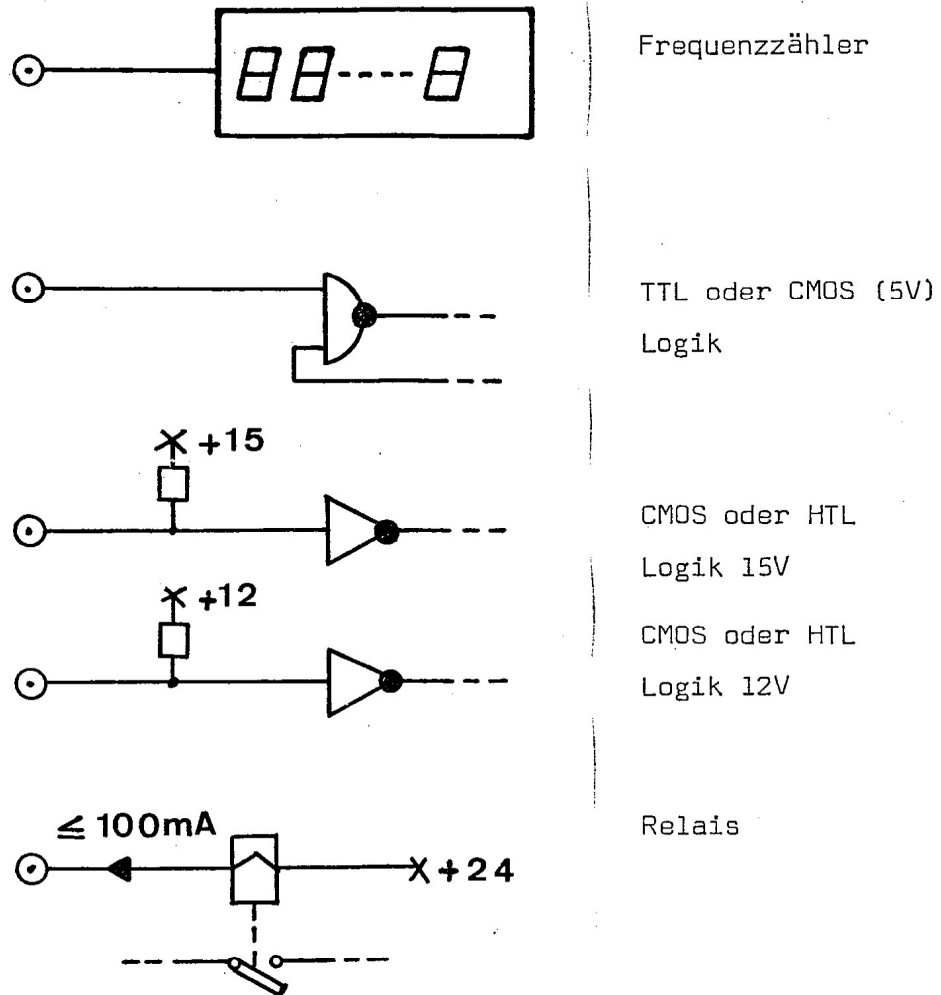 Frequenzzähler
TTL oder CMOS (5V)
Logik
+15
CMOS oder HTL
Logik 15V
+12
CMOS oder HTL
Logik 12V
≤ 100mA
+24
Relais